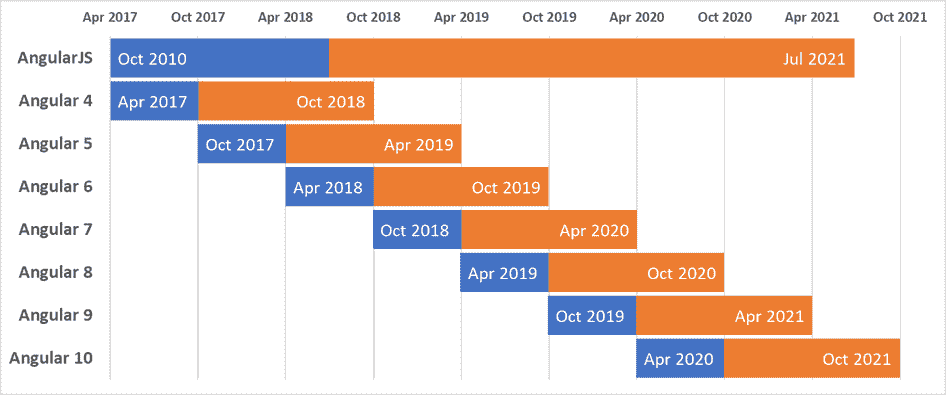 Apr 2017 Oct 2017 Apr 2018 Oct 2018 Apr 2019 Oct 2019 Apr 2020 Oct 2020 Apr 2021 Oct 2021
AngularJS Oct 2010 Jul 2021
Angular 4 Apr 2017 Oct 2018
Angular 5 Oct 2017 Apr 2019
Angular 6 Apr 2018 Oct 2019
Angular 7 Oct 2018 Apr 2020
Angular 8 Apr 2019 Oct 2020
Angular 9 Oct 2019 Apr 2021
Angular 10 Apr 2020 Oct 2021